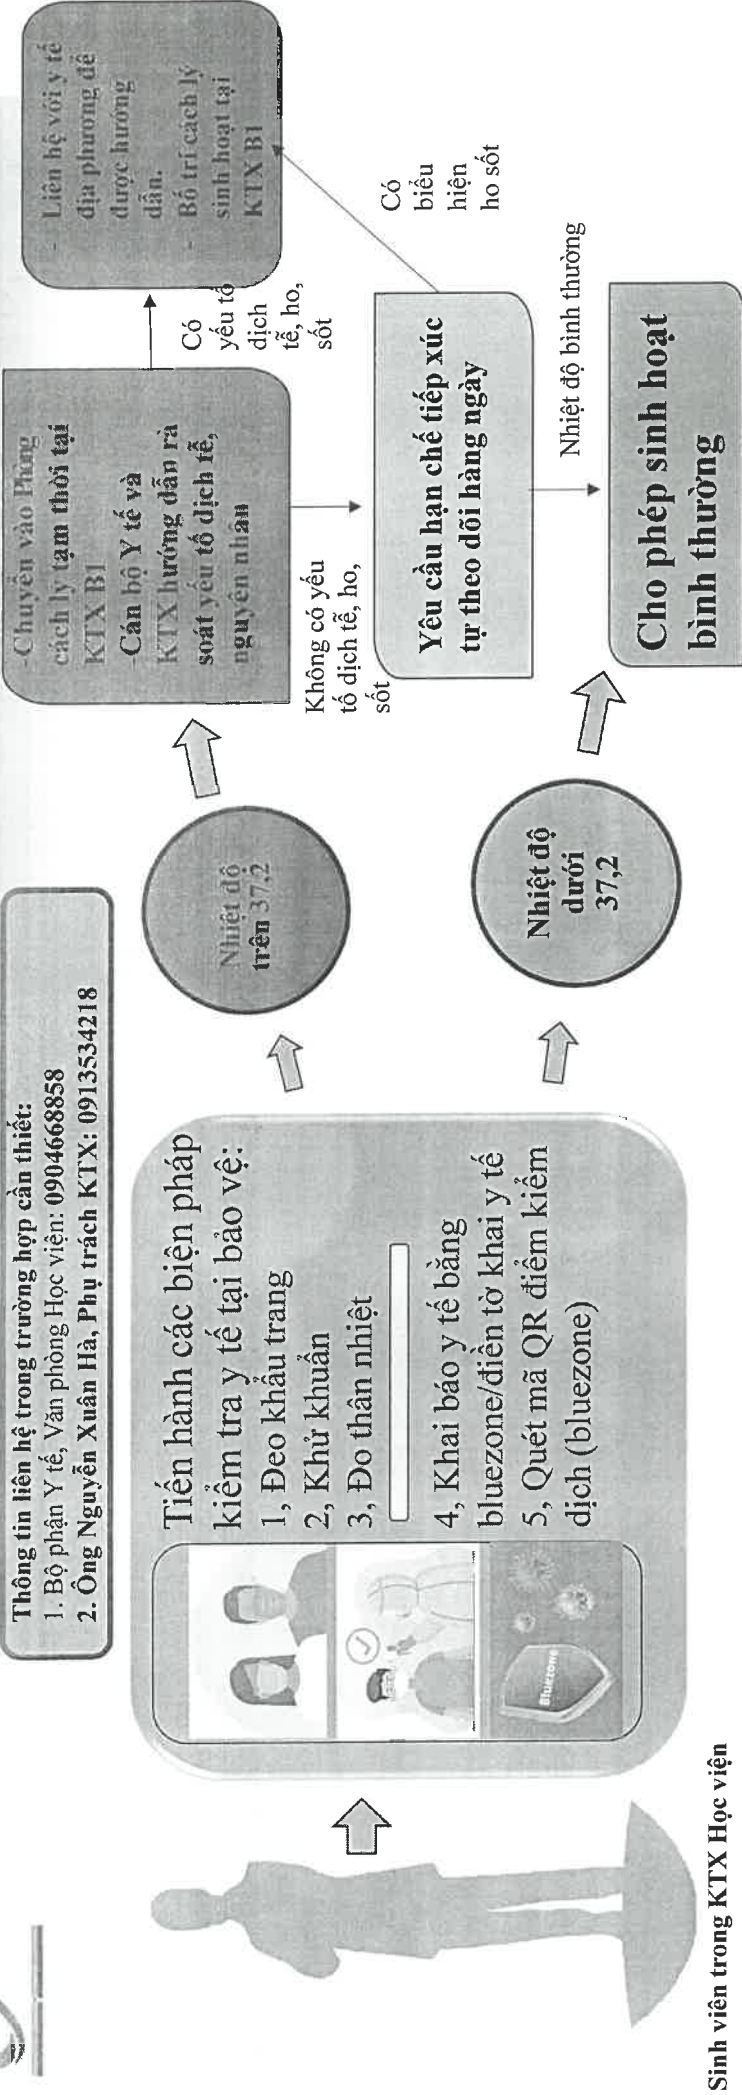 Thông tin liên hệ trong trường hợp cần thiết:
1. Bộ phận Y tế, Văn phòng Học viện: 0904668858
2. Ông Nguyễn Xuân Hà, Phụ trách KTX: 0913534218
Sinh viên trong KTX Học viện
Bluezone
Tiến hành các biện pháp
kiểm tra y tế tại bảo vệ:
1, Đeo khẩu trang
2, Khử khuẩn
3, Đo thân nhiệt
4, Khai báo y tế bằng
bluezone/điền tờ khai y tế
5, Quét mã QR điểm kiểm
dịch (bluezone)
Nhiệt độ
trên 37,2
Nhiệt độ
dưới
37,2
-Chuyển vào Phòng
cách ly tạm thời tại
KTX B1
-Cán bộ Y tế và
KTX hướng dẫn rà
soát yếu tố dịch tễ,
nguyên nhân
Có
yếu tố
dịch
tễ, ho,
sốt
- Liên hệ với y tế
địa phương để
được hướng
dẫn.
- Bố trí cách lý
sinh hoạt tại
KTX B1
Không có yếu
tố dịch tễ, ho,
sốt
Yêu cầu hạn chế tiếp xúc
tự theo dõi hàng ngày
Có
biểu
hiện
ho sốt
Nhiệt độ bình thường
Cho phép sinh hoạt
bình thường